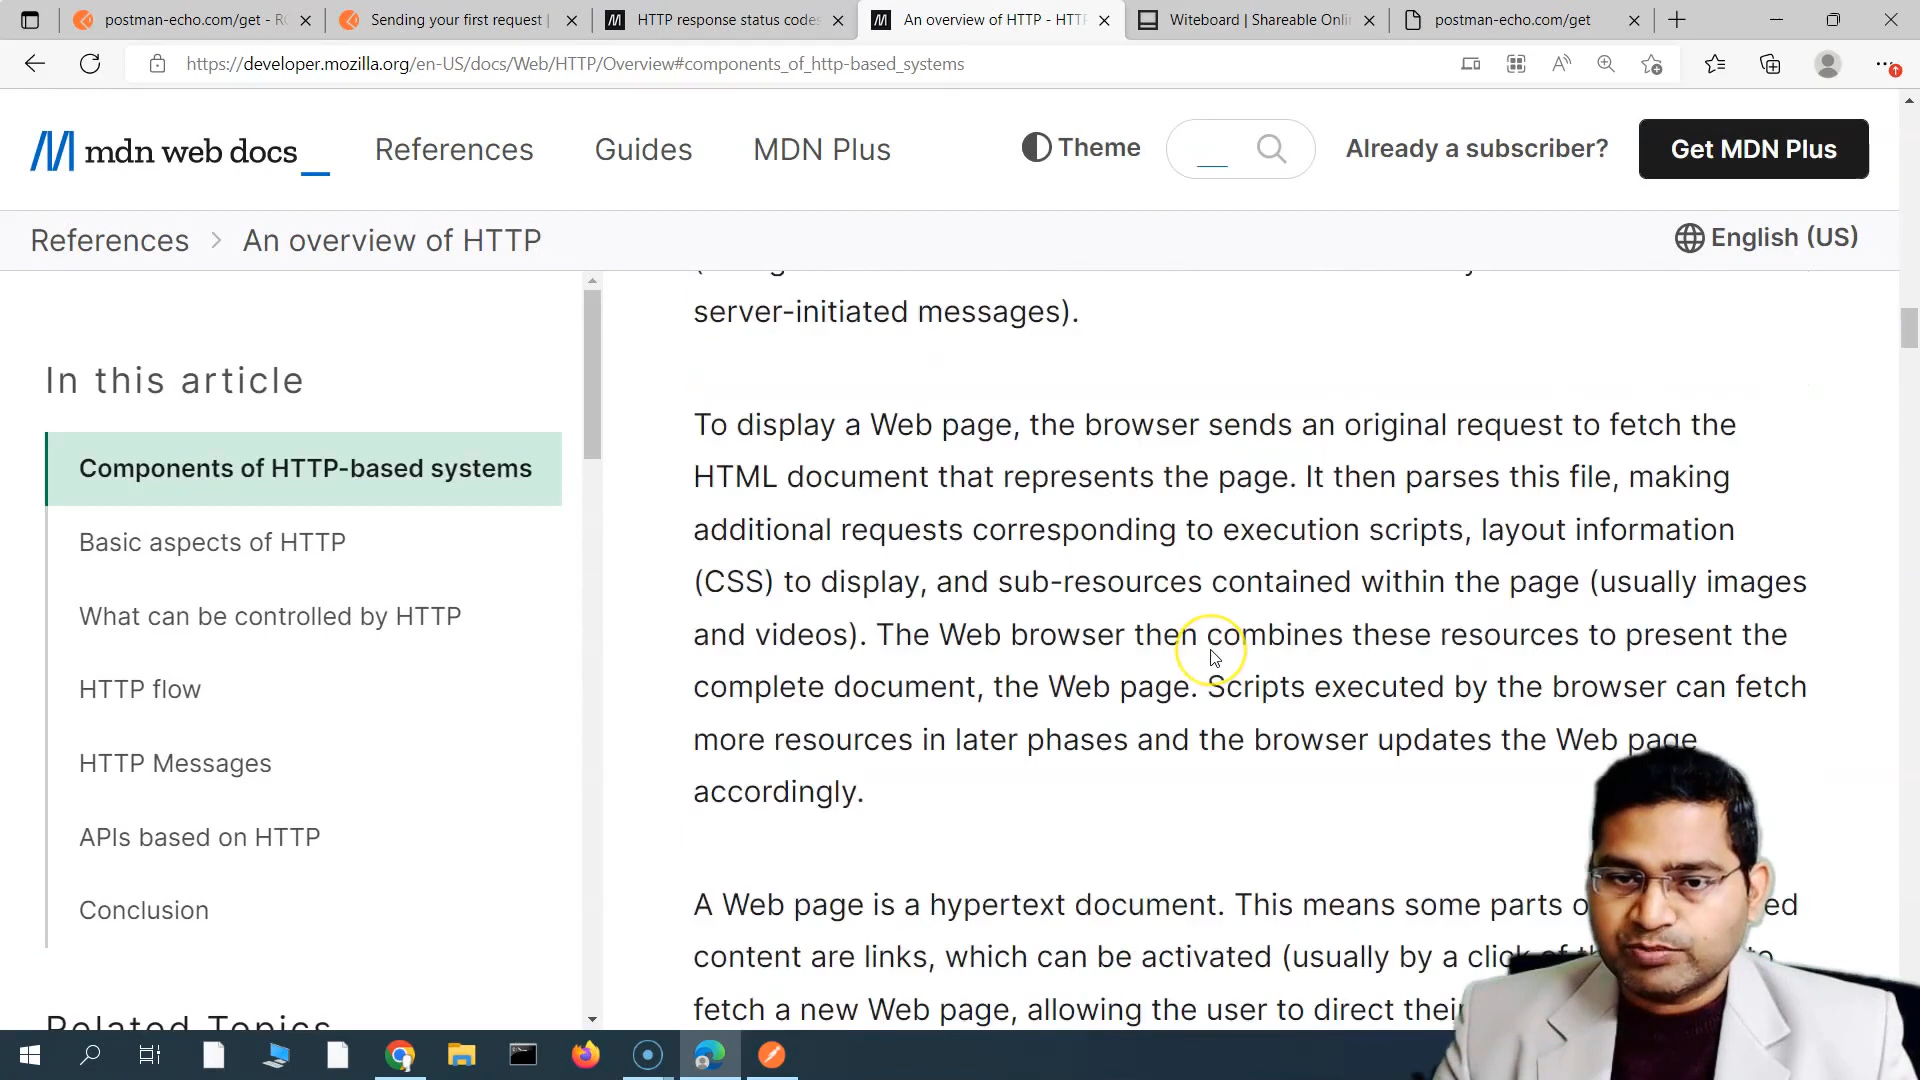 postman-echo.com/get - R
Sending your first request |
HTTP response status codes
An overview of HTTP - HTT
Witeboard | Shareable Onli
postman-echo.com/get
https://developer.mozilla.org/en-US/docs/Web/HTTP/Overview#components_of_http-based_systems
mdn web docs_
References
Guides
MDN Plus
Theme
Already a subscriber?
Get MDN Plus
References > An overview of HTTP
English (US)
In this article
Components of HTTP-based systems
Basic aspects of HTTP
What can be controlled by HTTP
HTTP flow
HTTP Messages
APIs based on HTTP
Conclusion
Related Topics
server-initiated messages).
To display a Web page, the browser sends an original request to fetch the
HTML document that represents the page. It then parses this file, making
additional requests corresponding to execution scripts, layout information
(CSS) to display, and sub-resources contained within the page (usually images
and videos). The Web browser then combines these resources to present the
complete document, the Web page. Scripts executed by the browser can fetch
more resources in later phases and the browser updates the Web page
accordingly.
A Web page is a hypertext document. This means some parts o ed
content are links, which can be activated (usually by a click of
fetch a new Web page, allowing the user to direct their